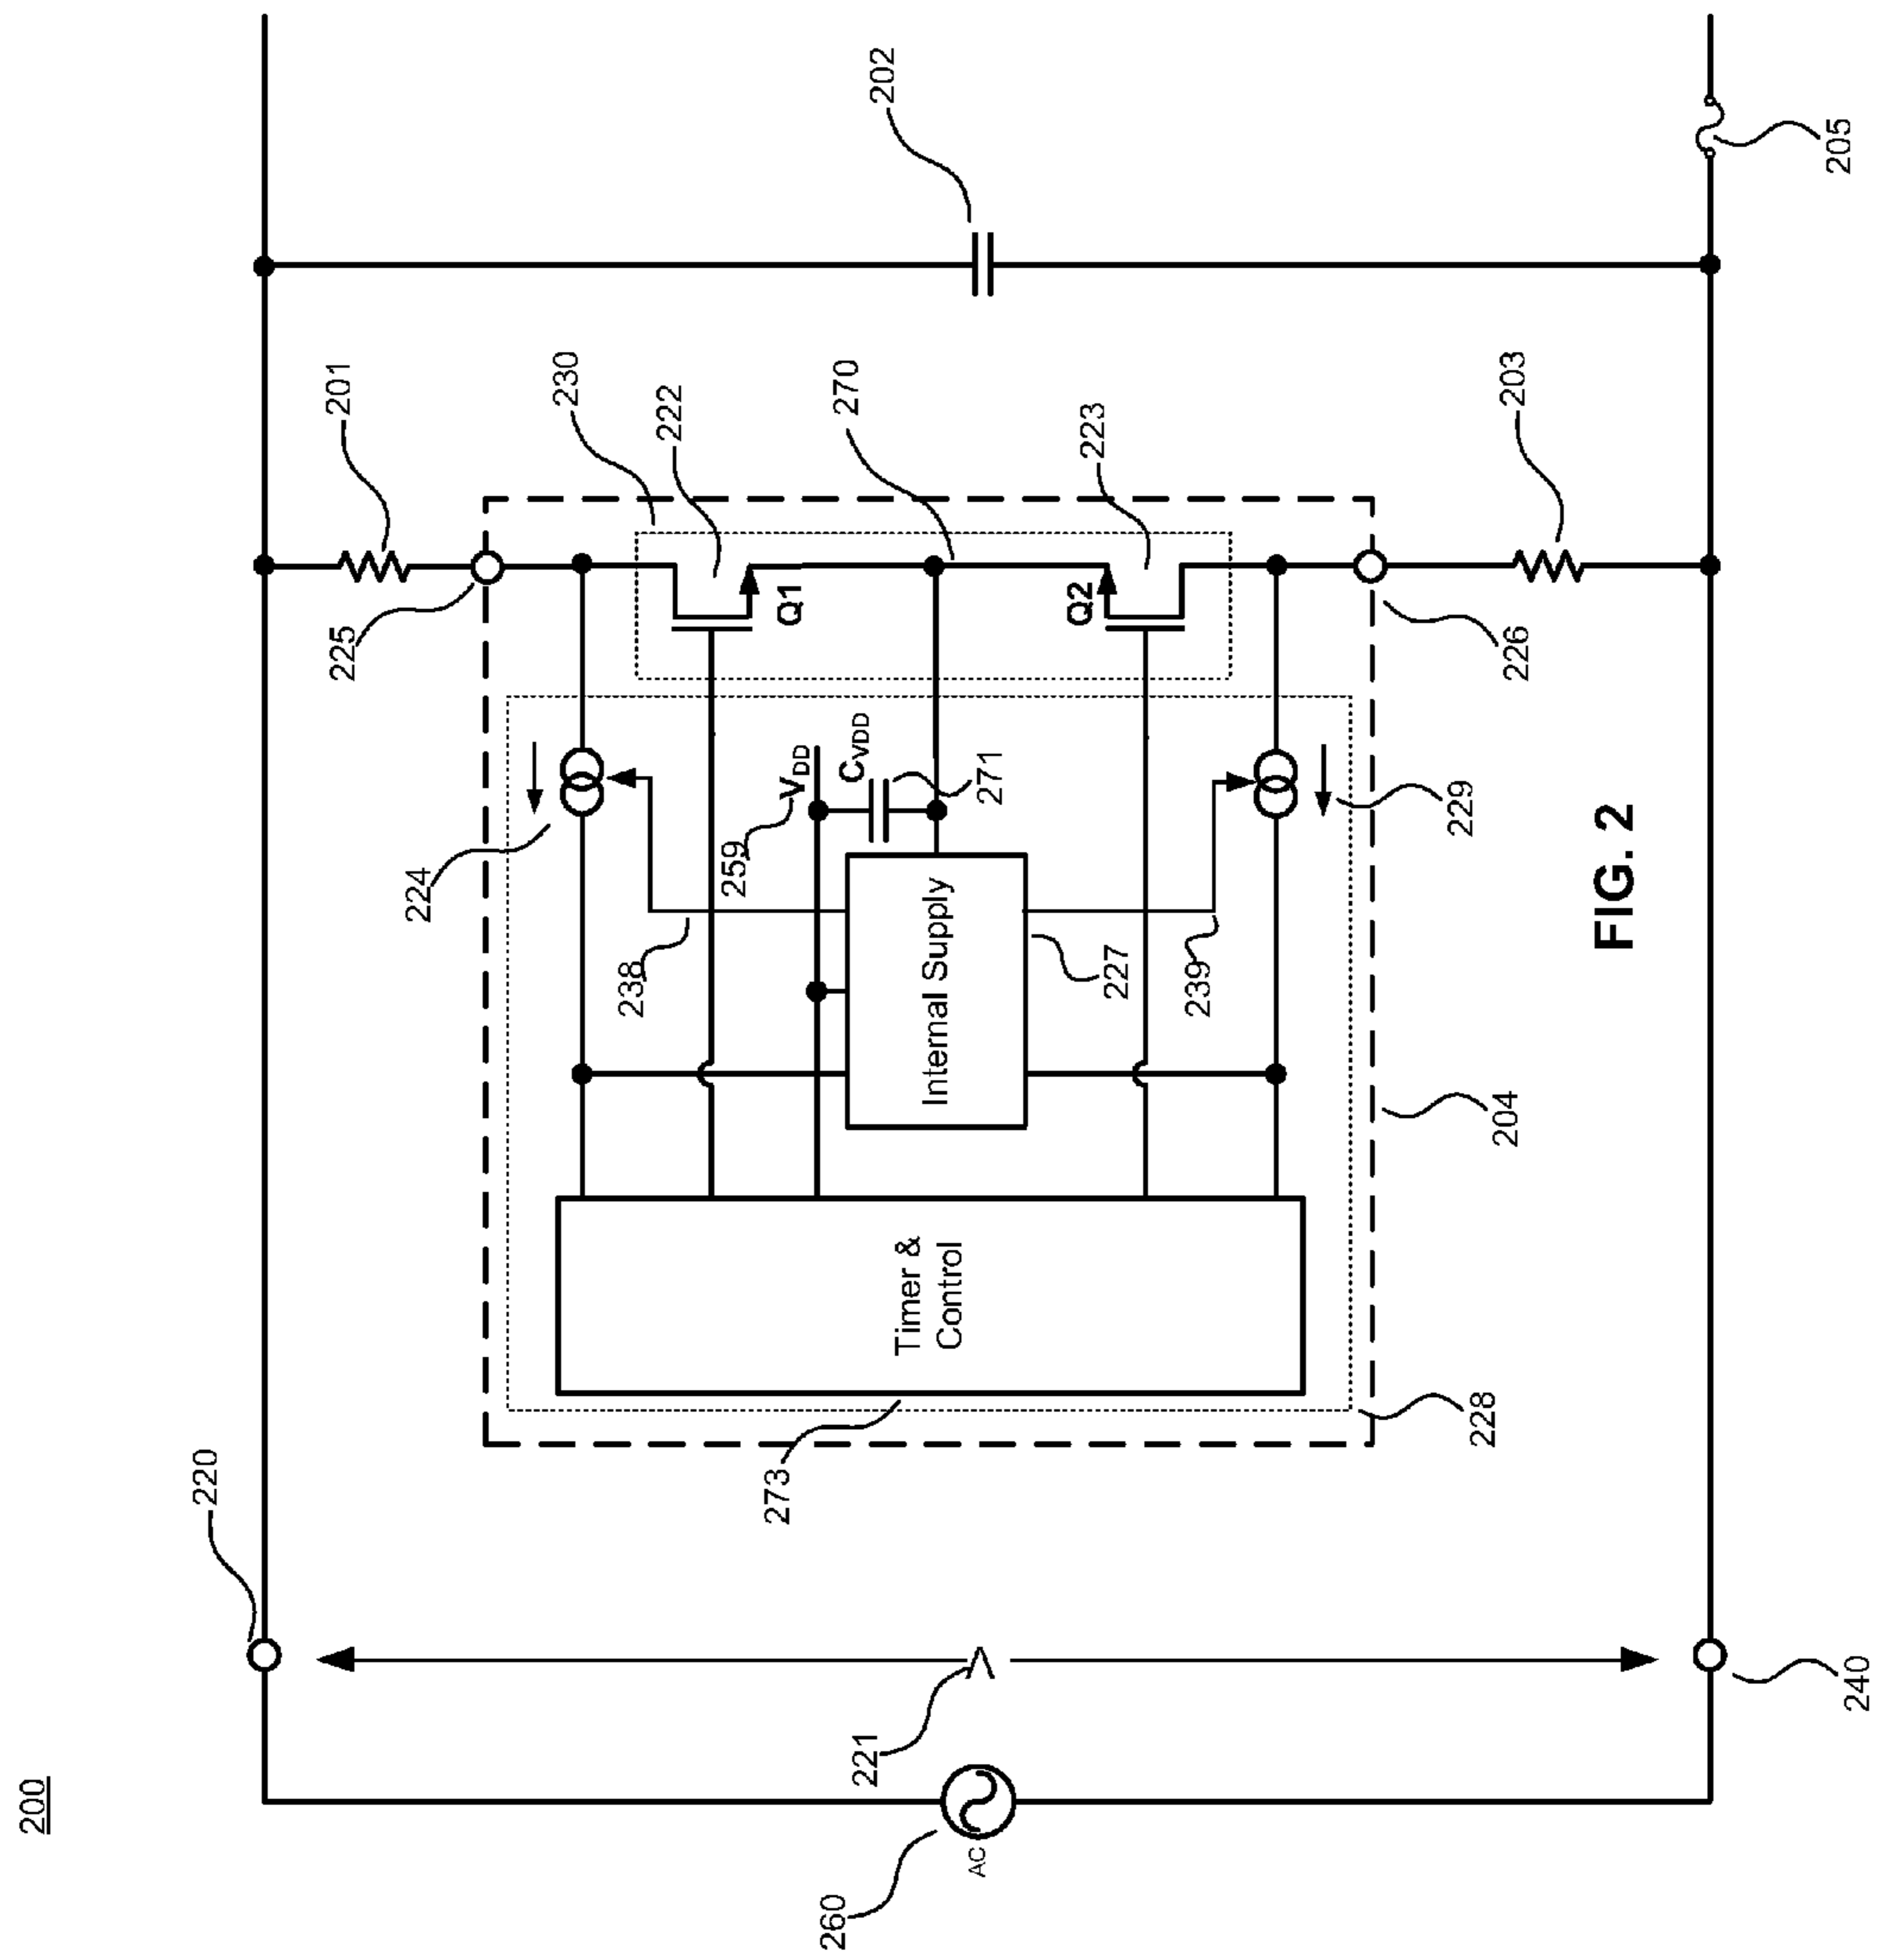 200
220
240
260
AC
221
V
273
228
204
Timer &
Control
Internal Supply
227
238
239
224
229
259
VDD
CVDD
271
225
226
Q1
Q2
201
230
222
270
223
203
202
205
FIG. 2